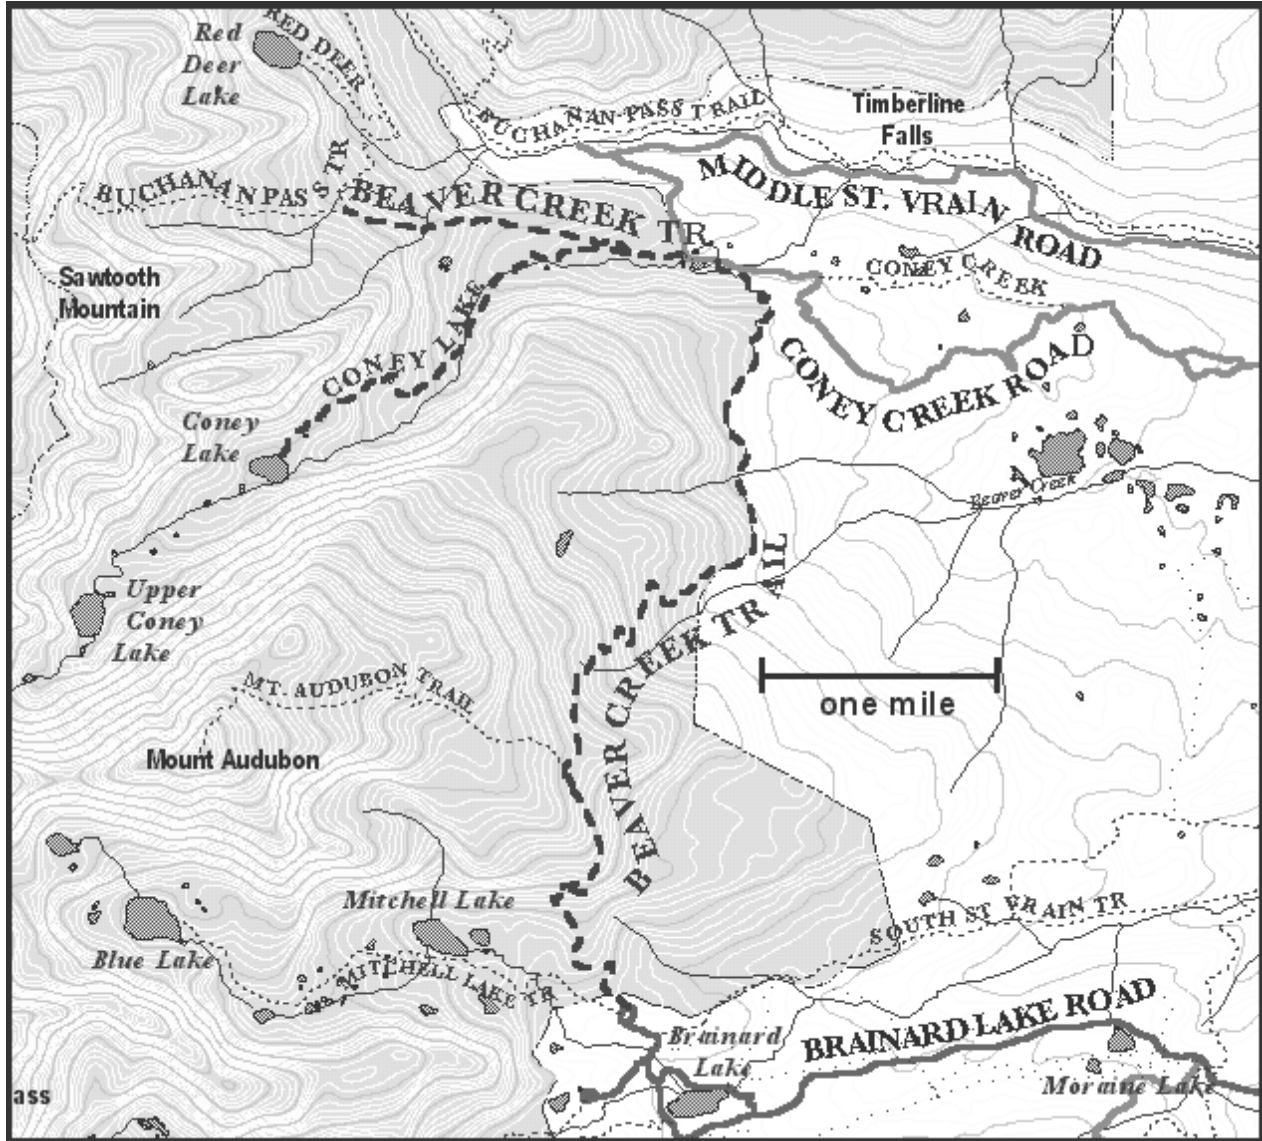 Red
Deer
Lake
RED DEER
BUCHANAN PASS TRAIL
Timberline
Falls
BUCHANAN PASS TR
BEAVER CREEK TR
MIDDLE ST. VRAIN
ROAD
CONEY CREEK
Sawtooth
Mountain
CONEY LAKE
CONEY CREEK ROAD
Coney
Lake
Beaver Creek
Upper
Coney
Lake
BEAVER CREEK TRAIL
one mile
MT. AUDUBON TRAIL
Mount Audubon
Mitchell Lake
SOUTH ST VRAIN TR
Blue Lake
MITCHELL LAKE TR
BRAINARD LAKE ROAD
Brainard
Lake
Moraine Lake
ass